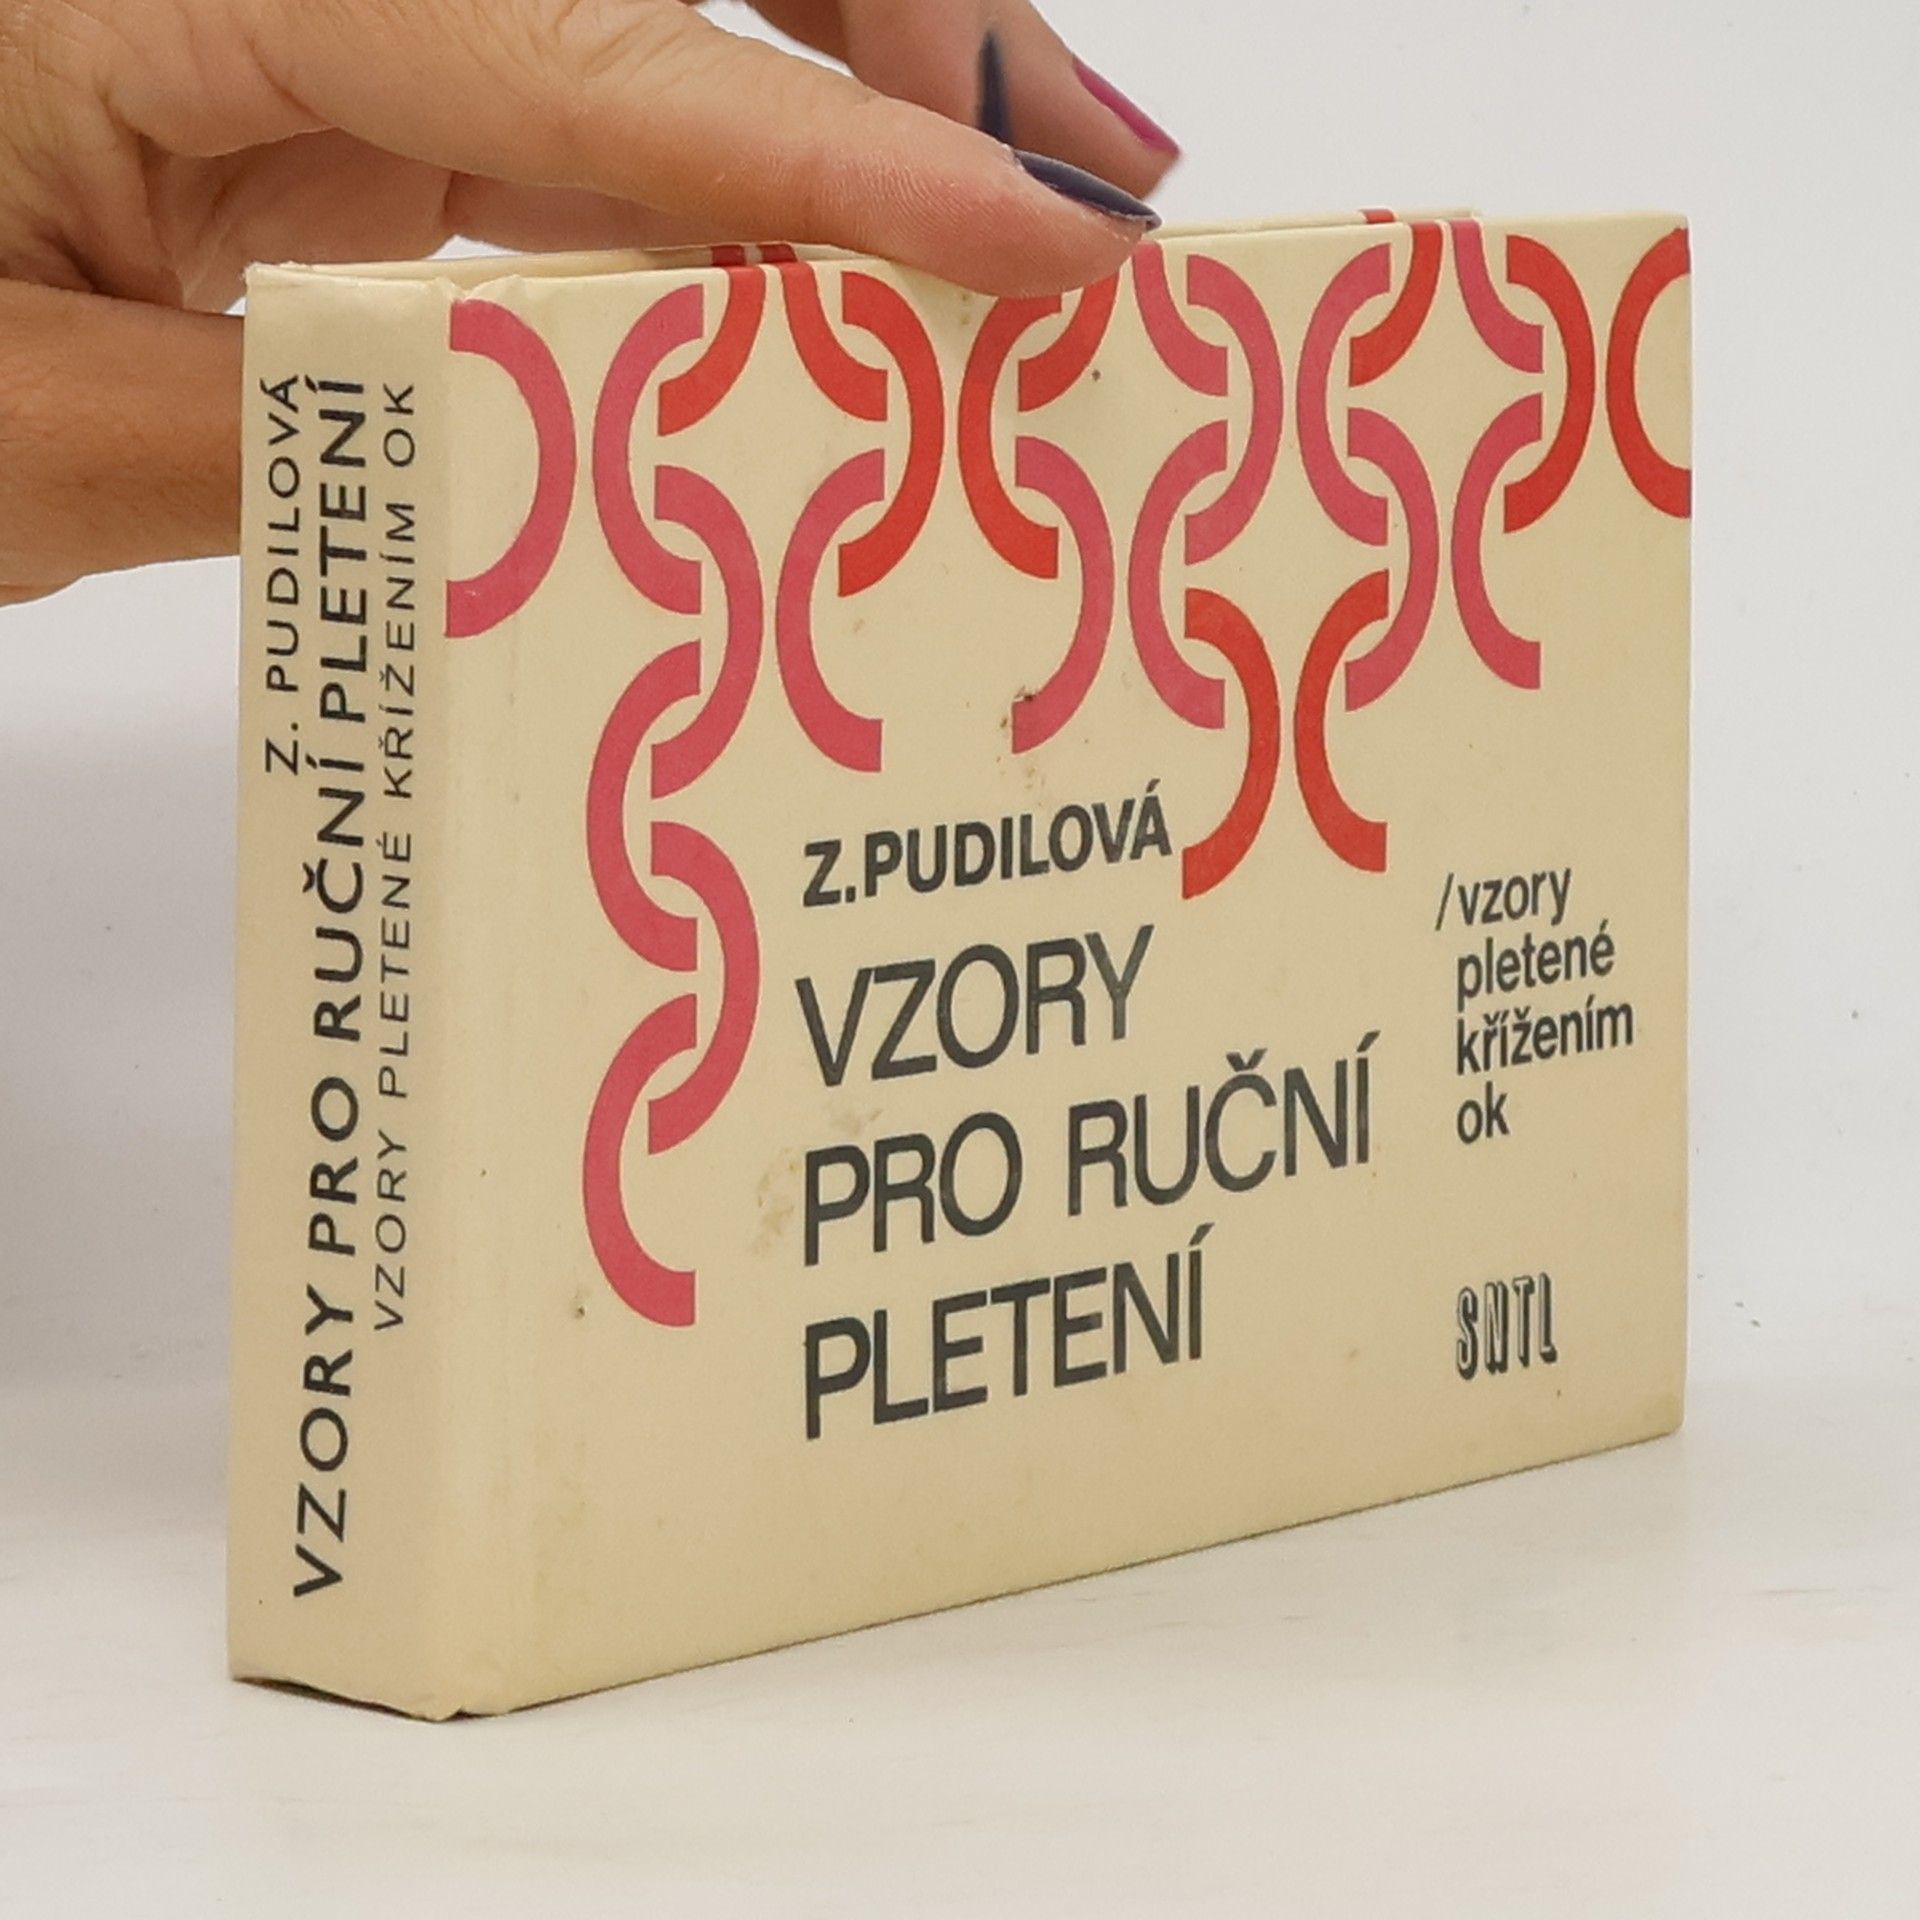 Z. PUDILOVÁ
VZORY PRO RUČNÍ PLETENÍ
VZORY PLETENÉ KŘÍŽENÍM OK
Z.PUDILOVÁ
VZORY
PRO RUČNÍ
PLETENÍ
/vzory
pletené
křížením
ok
SNTL